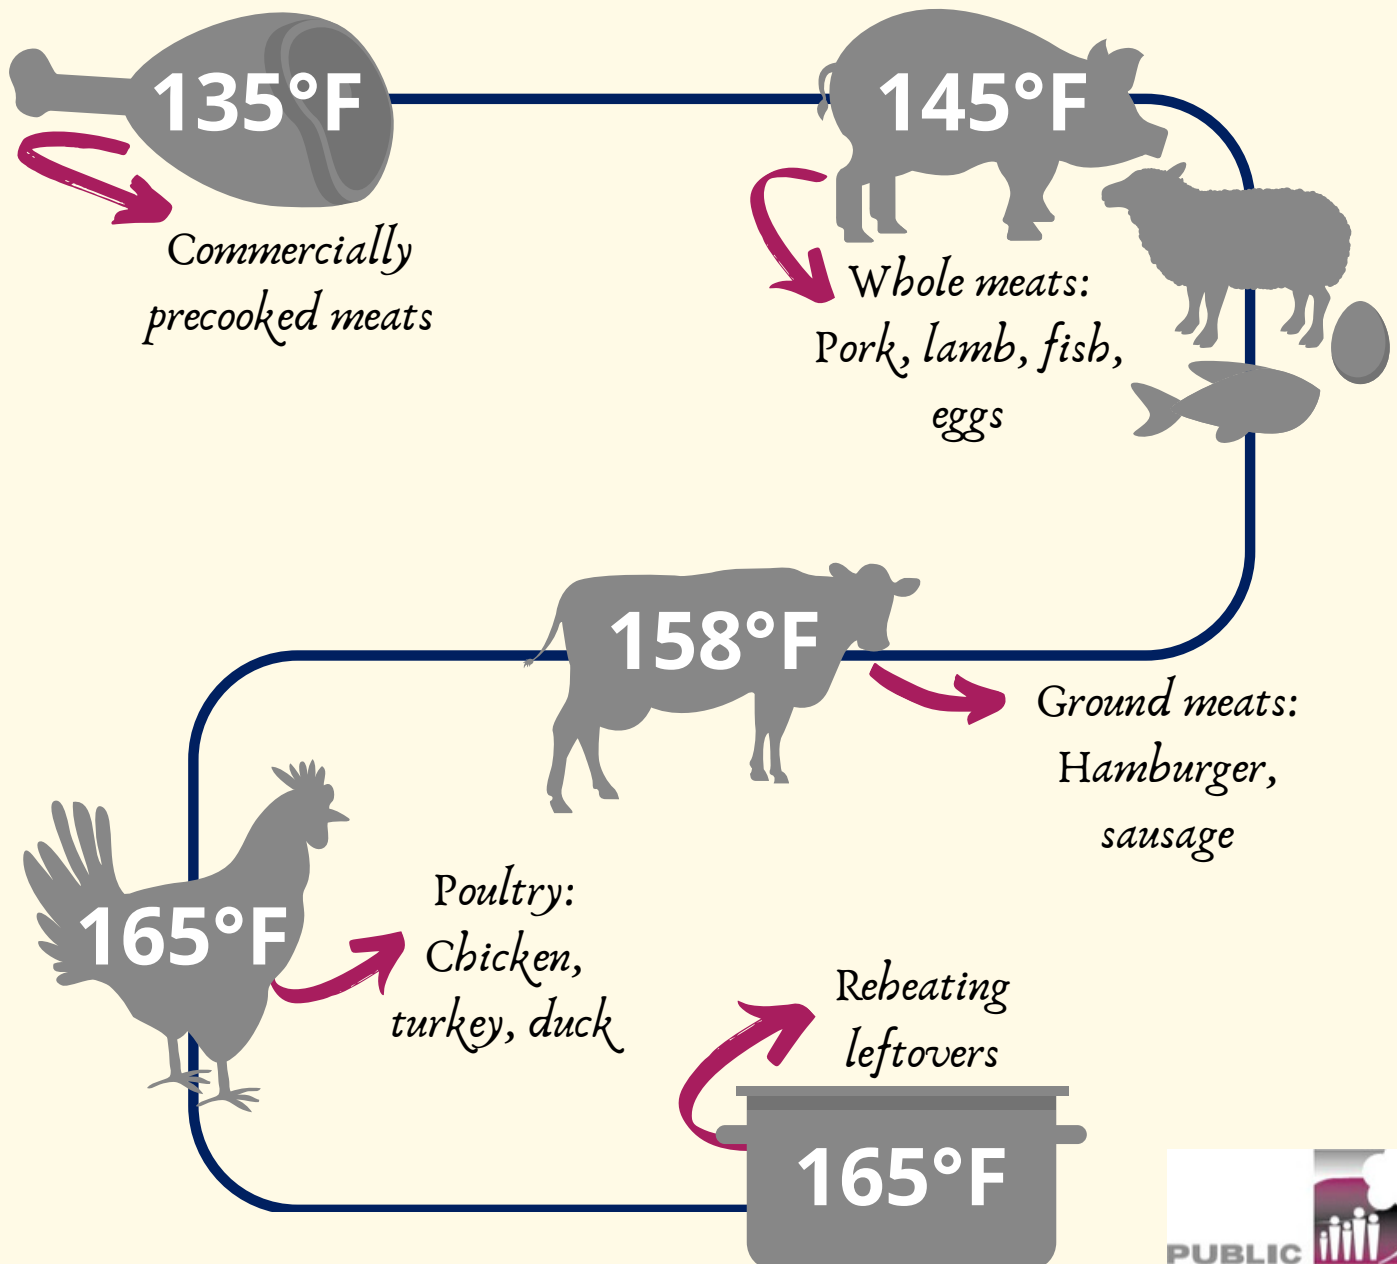 135°F
Commercially
precooked meats
145°F
Whole meats:
Pork, lamb, fish,
eggs
158°F
Ground meats:
Hamburger,
sausage
165°F
Poultry:
Chicken,
turkey, duck
Reheating
leftovers
165°F
PUBLIC